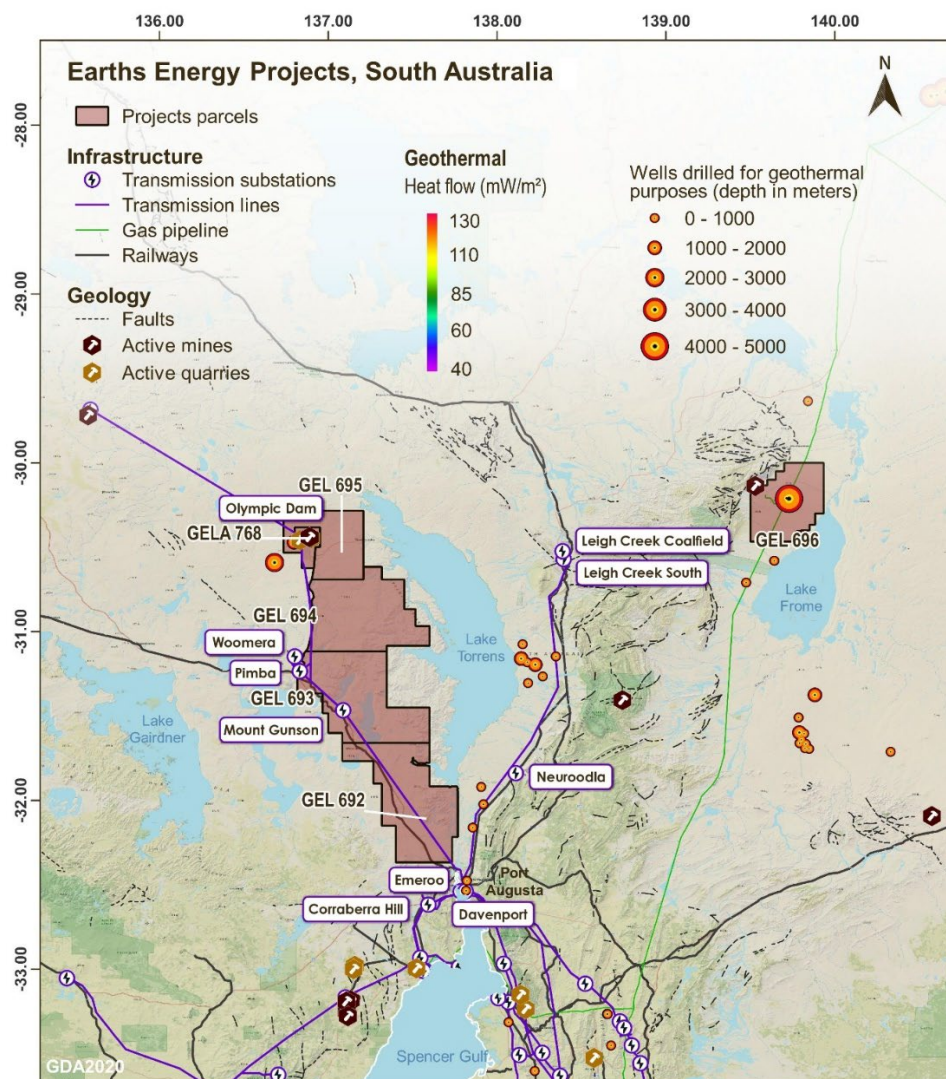 136.00 137.00 138.00 139.00 140.00
Earths Energy Projects, South Australia
N
Projects parcels
Infrastructure
Transmission substations
Transmission lines
Gas pipeline
Railways
Geology
Faults
Active mines
Active quarries
Geothermal
Heat flow (mW/m²)
130
110
85
60
40
Wells drilled for geothermal
purposes (depth in meters)
0 - 1000
1000 - 2000
2000 - 3000
3000 - 4000
4000 - 5000
-28.00
-29.00
-30.00
-31.00
-32.00
-33.00
GEL 695
Olympic Dam
GELA 768
GEL 694
Woomera
Pimba
GEL 693
Mount Gunson
GEL 692
Lake
Gairdner
Lake
Torrens
Leigh Creek Coalfield
Leigh Creek South
GEL 696
Lake
Frome
Neuroodla
Emeroo
Port
Augusta
Corraberra Hill
Davenport
Spencer Gulf
GDA2020